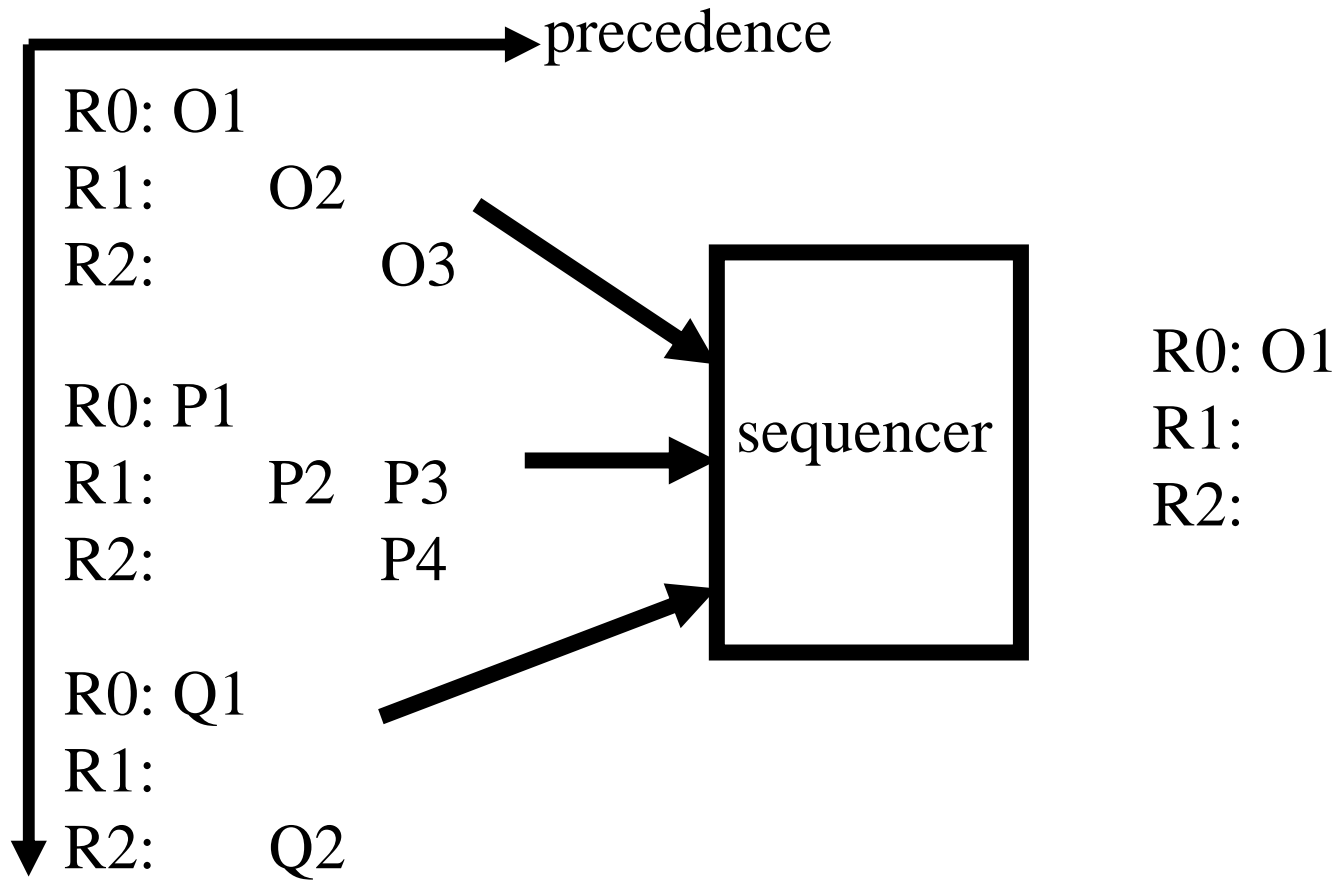 precedence
R0: O1
R1: O2
R2: O3
R0: P1
R1: P2 P3
R2: P4
R0: Q1
R1:
R2: Q2
sequencer
R0: O1
R1:
R2: